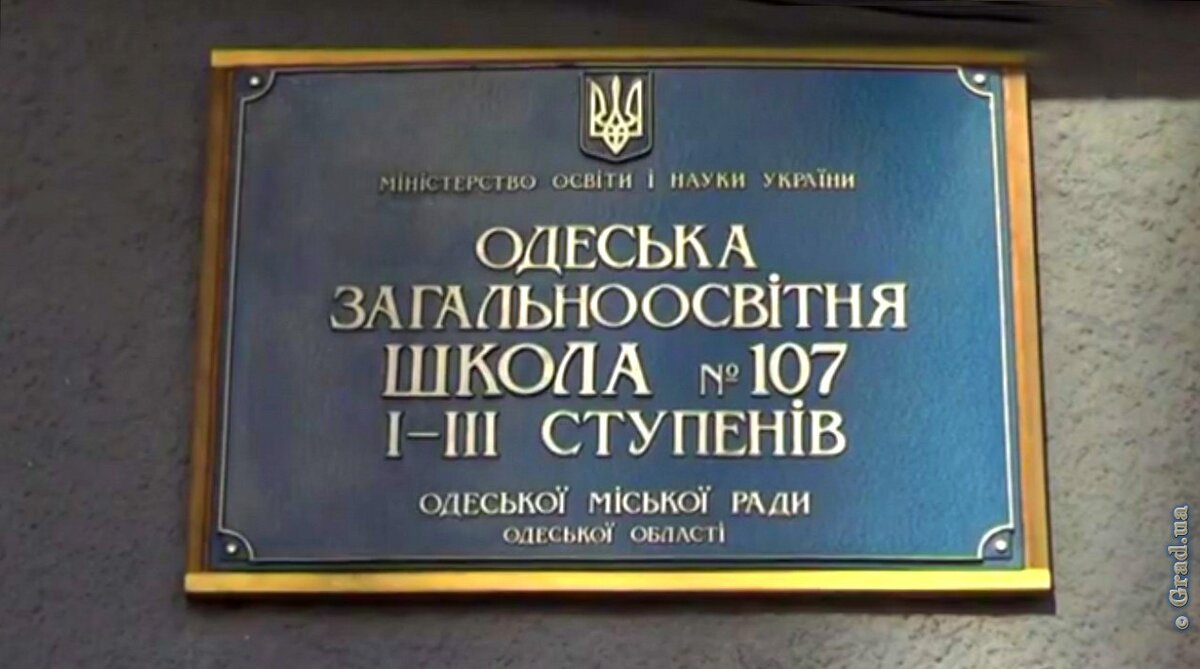 МІНІСТЕРСТВО ОСВІТИ І НАУКИ УКРАЇНИ
ОДЕСЬКА
ЗАГАЛЬНООСВІТНЯ
ШКОЛА № 107
І-ІІІ СТУПЕНІВ
ОДЕСЬКОЇ МІСЬКОЇ РАДИ
ОДЕСЬКОЇ ОБЛАСТІ
© Grad.ua